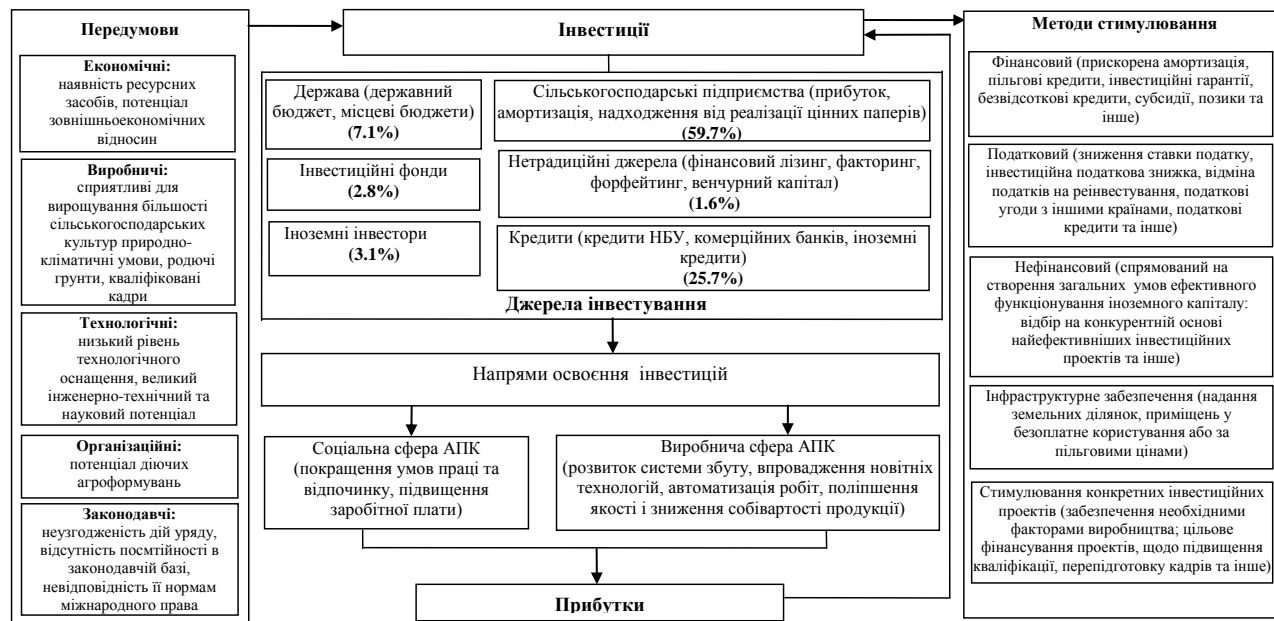 Передумови
Економічні:
наявність ресурсних
засобів, потенціал
зовнішньоекономічних
відносин
Виробничі:
сприятливі для
вирощування більшості
сільськогосподарських
культур природно-
кліматичні умови, родючі
грунти, кваліфіковані
кадри
Технологічні:
низький рівень
технологічного
оснащення, великий
інженерно-технічний та
науковий потенціал
Організаційні:
потенціал діючих
агроформувань
Законодавчі:
неузгодженість дій уряду,
відсутність посмтійності в
законодавчій базі,
невідповідність її нормам
міжнародного права
Інвестиції
Держава (державний
бюджет, місцеві бюджети)
(7.1%)
Інвестиційні фонди
(2.8%)
Іноземні інвестори
(3.1%)
Сільськогосподарські підприємства (прибуток,
амортизація, надходження від реалізації цінних паперів)
(59.7%)
Нетрадиційні джерела (фінансовий лізинг, факторинг,
форфейтинг, венчурний капітал)
(1.6%)
Кредити (кредити НБУ, комерційних банків, іноземні
кредити)
(25.7%)
Джерела інвестування
Напрями освоєння інвестицій
Соціальна сфера АПК
(покращення умов праці та
відпочинку, підвищення
заробітної плати)
Виробнича сфера АПК
(розвиток системи збуту, впровадження новітніх
технологій, автоматизація робіт, поліпшення
якості і зниження собівартості продукції)
Прибутки
Методи стимулювання
Фінансовий (прискорена амортизація,
пільгові кредити, інвестиційні гарантії,
безвідсоткові кредити, субсидії, позики та
інше)
Податковий (зниження ставки податку,
інвестиційна податкова знижка, відміна
податків на реінвестування, податкові
угоди з іншими країнами, податкові
кредити та інше)
Нефінансовий (спрямований на
створення загальних умов ефективного
функціонування іноземного капіталу:
відбір на конкурентній основі
найефективніших інвестиційних
проектів та інше)
Інфраструктурне забезпечення (надання
земельних ділянок, приміщень у
безоплатне користування або за
пільговими цінами)
Стимулювання конкретних інвестиційних
проектів (забезпечення необхідними
факторами виробництва; цільове
фінансування проектів, щодо підвищення
кваліфікації, перепідготовку кадрів та інше)